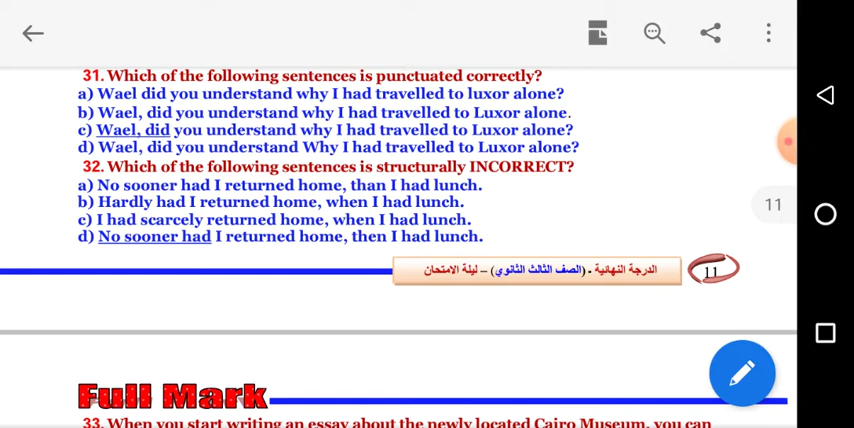 31. Which of the following sentences is punctuated correctly?
a) Wael did you understand why I had travelled to luxor alone?
b) Wael, did you understand why I had travelled to Luxor alone.
c) Wael, did you understand why I had travelled to Luxor alone?
d) Wael, did you understand Why I had travelled to Luxor alone?
32. Which of the following sentences is structurally INCORRECT?
a) No sooner had I returned home, than I had lunch.
b) Hardly had I returned home, when I had lunch.
c) I had scarcely returned home, when I had lunch.
d) No sooner had I returned home, then I had lunch.
11
الدرجة النهائية - (الصف الثالث الثانوي) – ليلة الامتحان
11
Full Mark
33. When you start writing an essay about the newly located Cairo Museum, you can